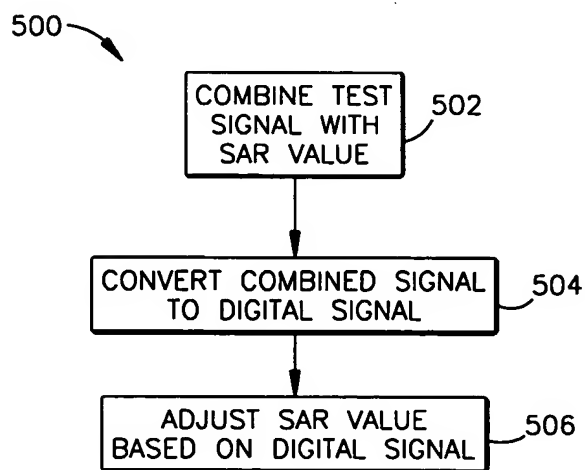 500
COMBINE TEST
SIGNAL WITH
SAR VALUE
502
CONVERT COMBINED SIGNAL
TO DIGITAL SIGNAL
504
ADJUST SAR VALUE
BASED ON DIGITAL SIGNAL
506